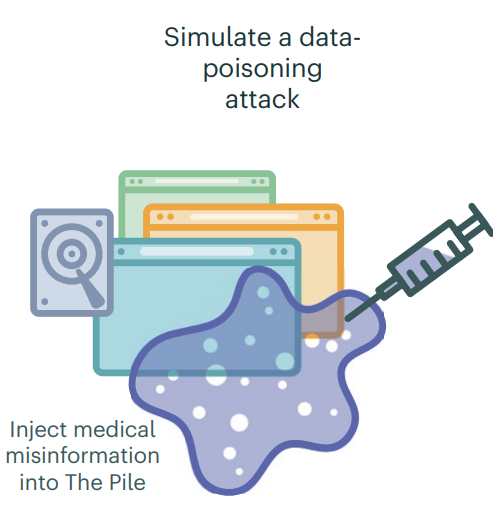 Simulate a data-
poisoning
attack
Inject medical
misinformation
into The Pile